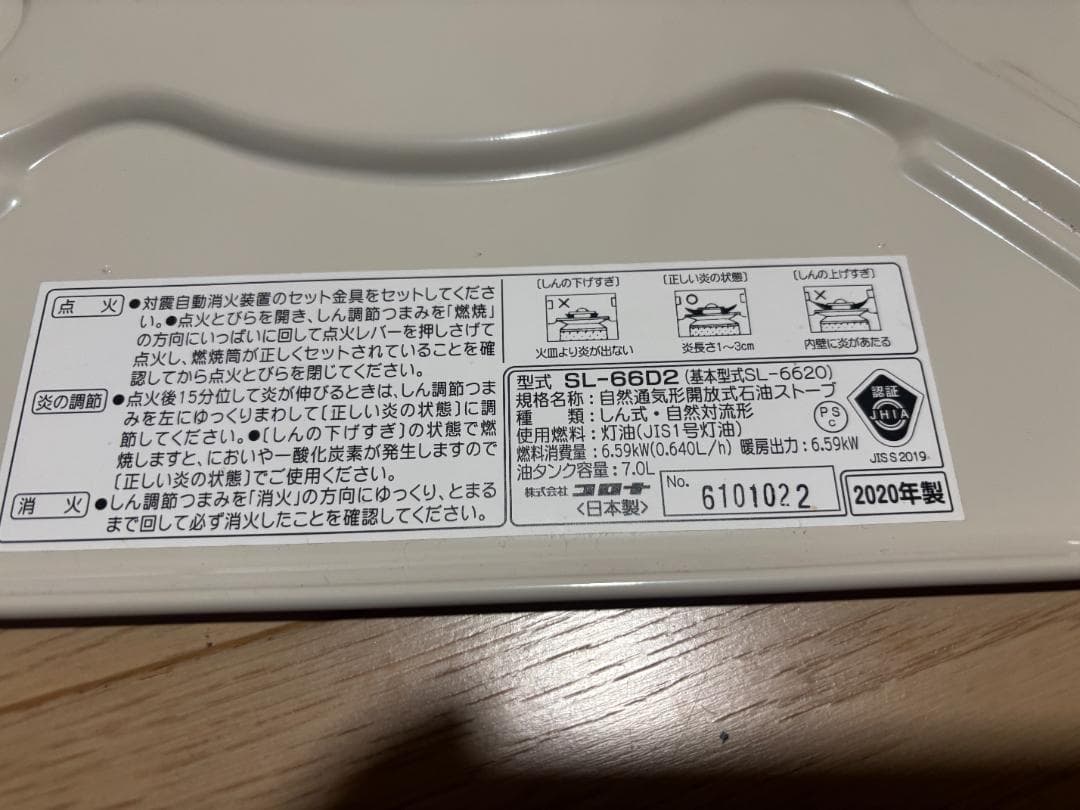 点火 ●対震自動消火装置のセット金具をセットしてくださ
い。●点火とびらを開き、しん調節つまみを「燃焼」
の方向にいっぱいに回して点火レバーを押しさげて
点火し、燃焼筒が正しくセットされていることを確
認してから点火とびらを閉じてください。
炎の調節 ●点火後15分位して炎が伸びるときは、しん調節つま
みを左にゆっくりまわして[正しい炎の状態]に調
節してください。●[しんの下げすぎ]の状態で燃
焼しますと、においや一酸化炭素が発生しますので
[正しい炎の状態]でご使用ください。
消火 ●しん調節つまみを「消火」の方向にゆっくり、とまる
まで回して必ず消火したことを確認してください。
[しんの下げすぎ]
×
火皿より炎が出ない
[正しい炎の状態]
○
炎長さ1〜3cm
[しんの上げすぎ]
×
内壁に炎があたる
型式 SL-66D2(基本型式SL-6620)
規格名称:自然通気形開放式石油ストーブ
種類:しん式・自然対流形
使用燃料:灯油(JIS1号灯油)
燃料消費量:6.59kW(0.640L/h) 暖房出力:6.59kW
油タンク容量:7.0L
株式会社 コロナ
〈日本製〉
No. 6101022
2020年製
PS
C
認証
JHIA
JIS S 2019